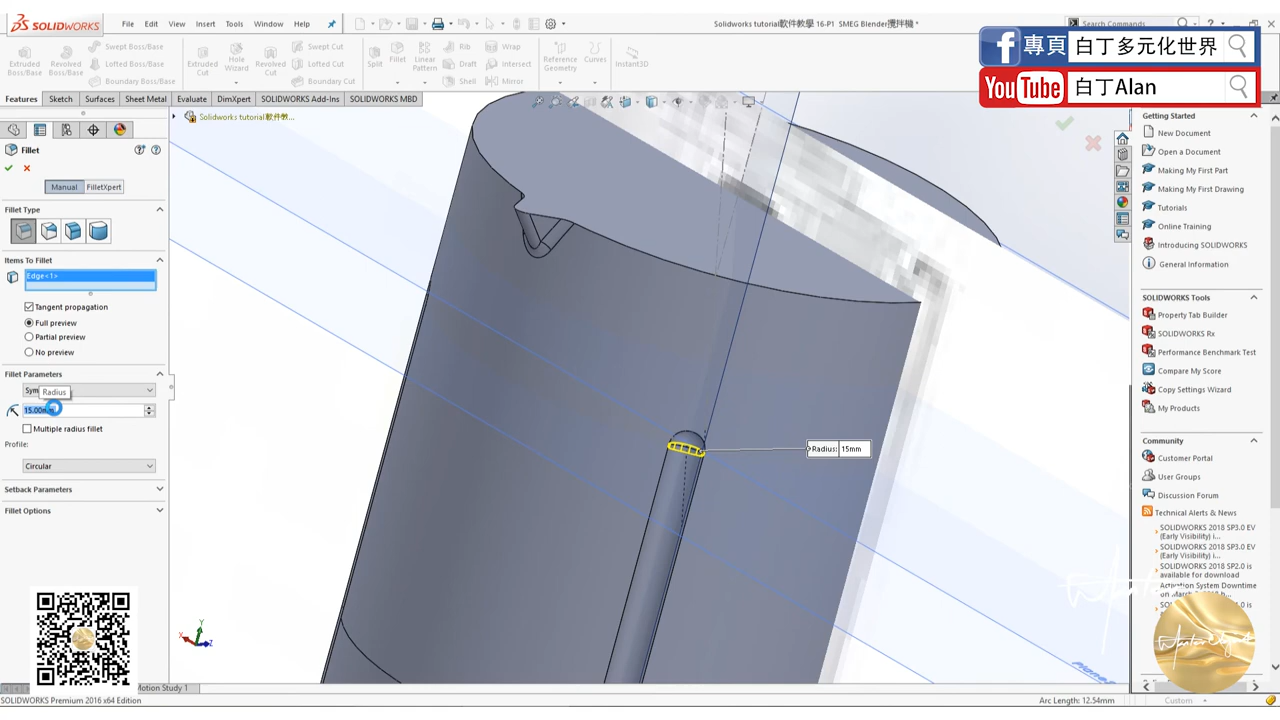 SOLIDWORKS
File Edit View Insert Tools Window Help
Solidworks tutorial軟件教學 16-P1 SMEG Blender攪拌機 *
Search Commands
專頁 白丁多元化世界
YouTube 白丁Alan
Extruded Boss/Base
Revolved Boss/Base
Swept Boss/Base
Lofted Boss/Base
Boundary Boss/Base
Extruded Cut
Hole Wizard
Revolved Cut
Swept Cut
Lofted Cut
Boundary Cut
Split
Fillet
Linear Pattern
Rib
Draft
Shell
Wrap
Intersect
Mirror
Reference Geometry
Curves
Instant3D
Features Sketch Surfaces Sheet Metal Evaluate DimXpert SOLIDWORKS Add-Ins SOLIDWORKS MBD
Solidworks tutorial軟件教...
Fillet
Manual FilletXpert
Fillet Type
Items To Fillet
Edge<1>
Tangent propagation
Full preview
Partial preview
No preview
Fillet Parameters
Sym
Radius
15.00m
Multiple radius fillet
Profile:
Circular
Setback Parameters
Fillet Options
Radius: 15mm
Getting Started
New Document
Open a Document
Making My First Part
Making My First Drawing
Tutorials
Online Training
Introducing SOLIDWORKS
General Information
SOLIDWORKS Tools
Property Tab Builder
SOLIDWORKS Rx
Performance Benchmark Test
Compare My Score
Copy Settings Wizard
My Products
Community
Customer Portal
User Groups
Discussion Forum
Technical Alerts & News
SOLIDWORKS 2018 SP3.0 EV
(Early Visibility) i...
SOLIDWORKS 2018 SP3.0 EV
(Early Visibility) i...
SOLIDWORKS 2018 SP2.0 is
available for download
Activation System Downtime
Motion Study 1
SOLIDWORKS Premium 2016 x64 Edition
Arc Length: 12.54mm
Custom